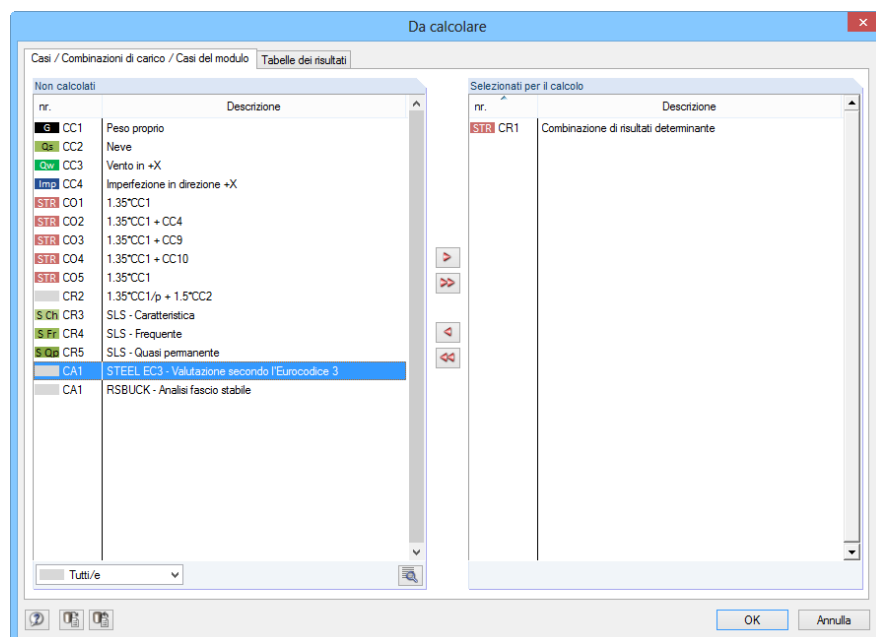 Da calcolare
Casi / Combinazioni di carico / Casi del modulo
Tabelle dei risultati
Non calcolati
nr. Descrizione
G CC1 Peso proprio
Qs CC2 Neve
Qw CC3 Vento in +X
Imp CC4 Imperfezione in direzione +X
STR CO1 1.35*CC1
STR CO2 1.35*CC1 + CC4
STR CO3 1.35*CC1 + CC9
STR CO4 1.35*CC1 + CC10
STR CO5 1.35*CC1
CR2 1.35*CC1/p + 1.5*CC2
S Ch CR3 SLS - Caratteristica
S Fr CR4 SLS - Frequente
S Qp CR5 SLS - Quasi permanente
CA1 STEEL EC3 - Valutazione secondo l'Eurocodice 3
CA1 RSBUCK - Analisi fascio stabile
Tutti/e
Selezionati per il calcolo
nr. Descrizione
STR CR1 Combinazione di risultati determinante
OK
Annulla